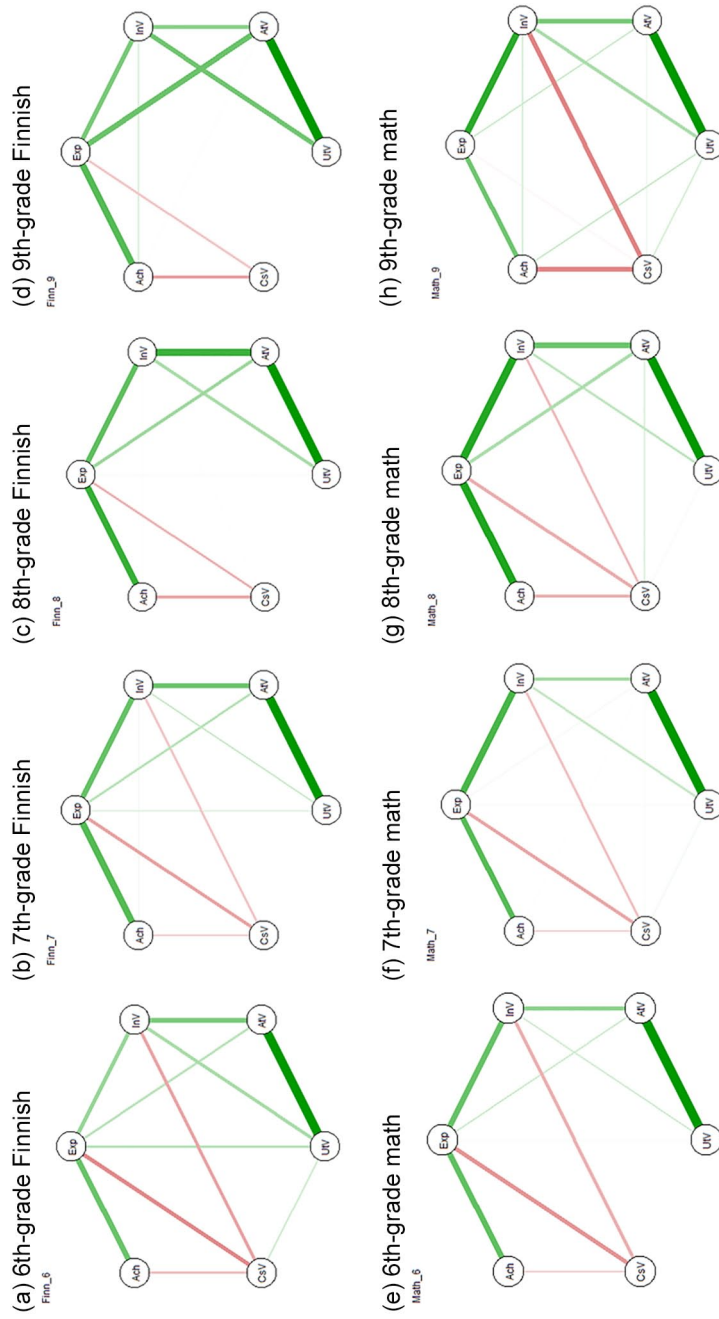 (a) 6th-grade Finnish
Finn_6
Exp
Ach
InV
CsV
AtV
UtV
(b) 7th-grade Finnish
Finn_7
Exp
Ach
InV
CsV
AtV
UtV
(c) 8th-grade Finnish
Finn_8
Exp
Ach
InV
CsV
AtV
UtV
(d) 9th-grade Finnish
Finn_9
Exp
Ach
InV
CsV
AtV
UtV
(e) 6th-grade math
Math_6
Exp
Ach
InV
CsV
AtV
UtV
(f) 7th-grade math
Math_7
Exp
Ach
InV
CsV
AtV
UtV
(g) 8th-grade math
Math_8
Exp
Ach
InV
CsV
AtV
UtV
(h) 9th-grade math
Math_9
Exp
Ach
InV
CsV
AtV
UtV